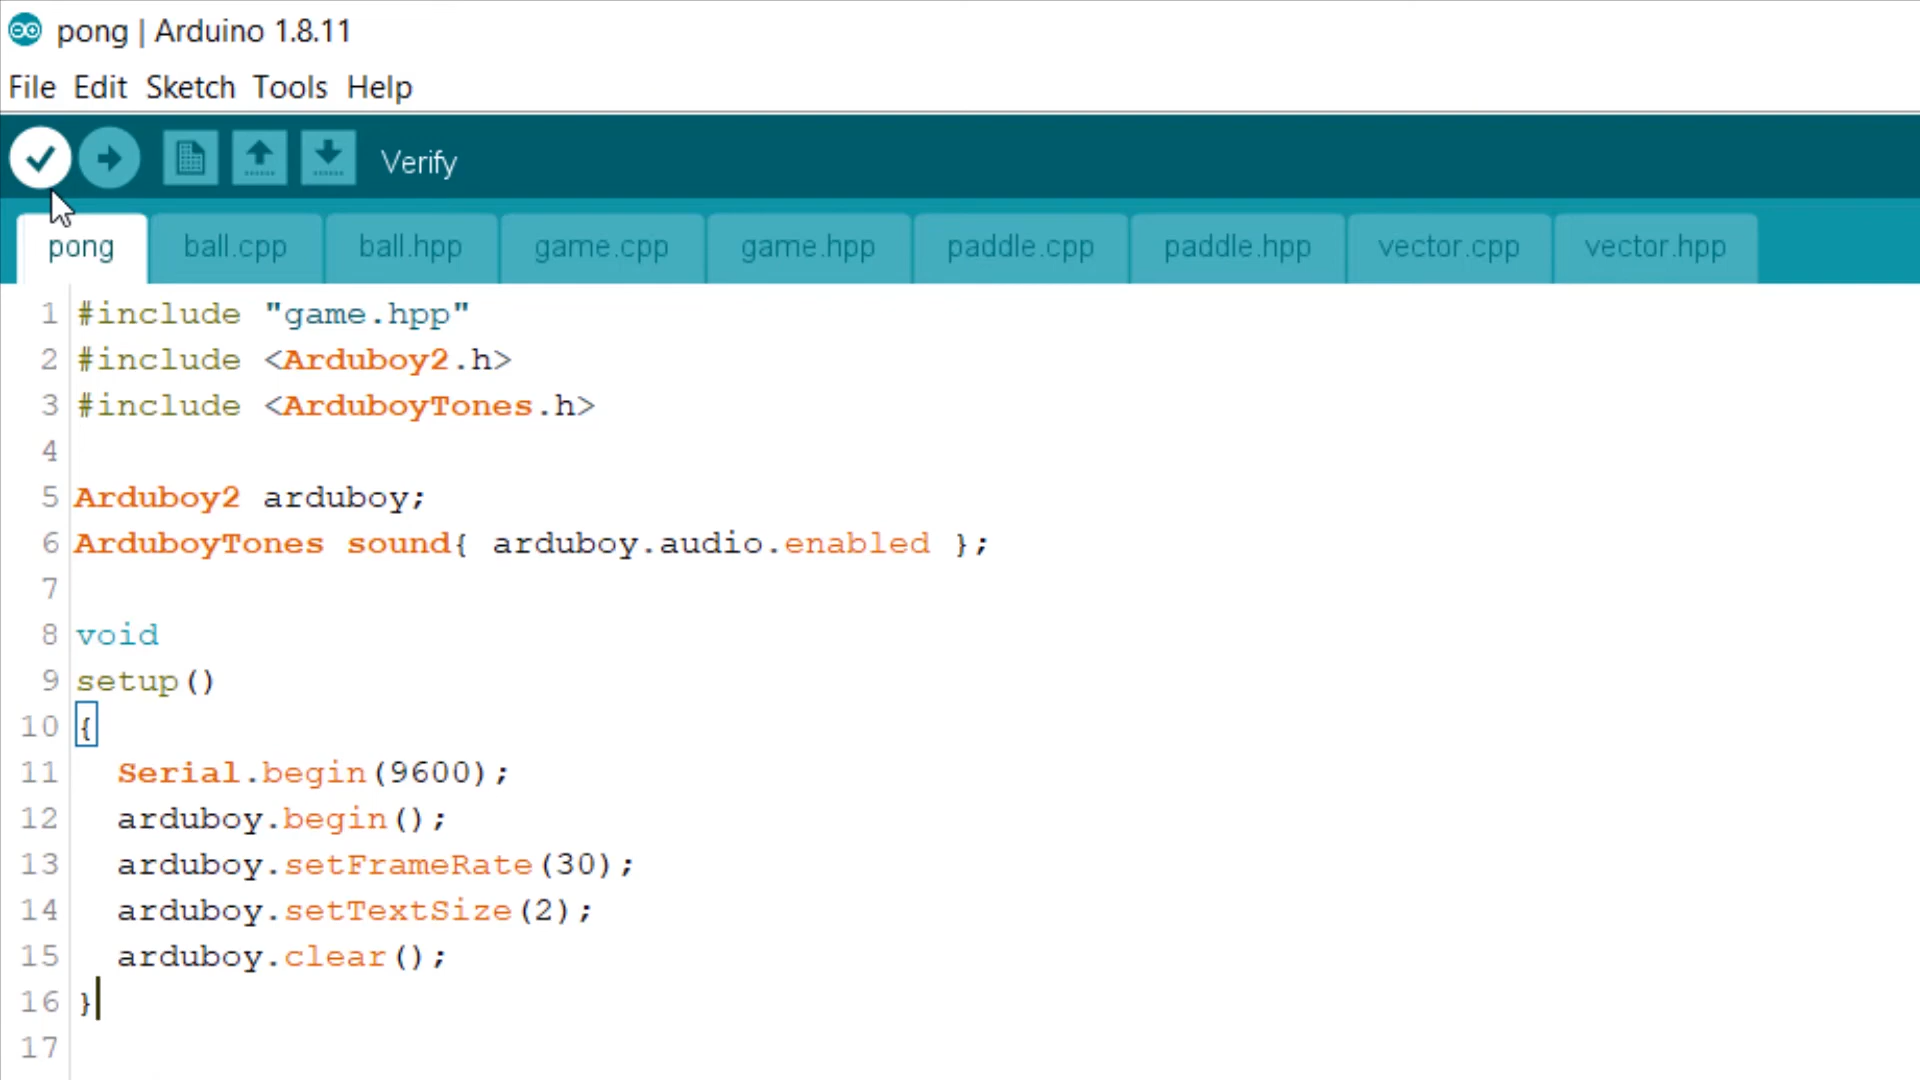 pong | Arduino 1.8.11
File Edit Sketch Tools Help
Verify
pong ball.cpp ball.hpp game.cpp game.hpp paddle.cpp paddle.hpp vector.cpp vector.hpp
1 #include "game.hpp"
2 #include <Arduboy2.h>
3 #include <ArduboyTones.h>
4
5 Arduboy2 arduboy;
6 ArduboyTones sound{ arduboy.audio.enabled };
7
8 void
9 setup()
10 {
11 Serial.begin(9600);
12 arduboy.begin();
13 arduboy.setFrameRate(30);
14 arduboy.setTextSize(2);
15 arduboy.clear();
16 }
17